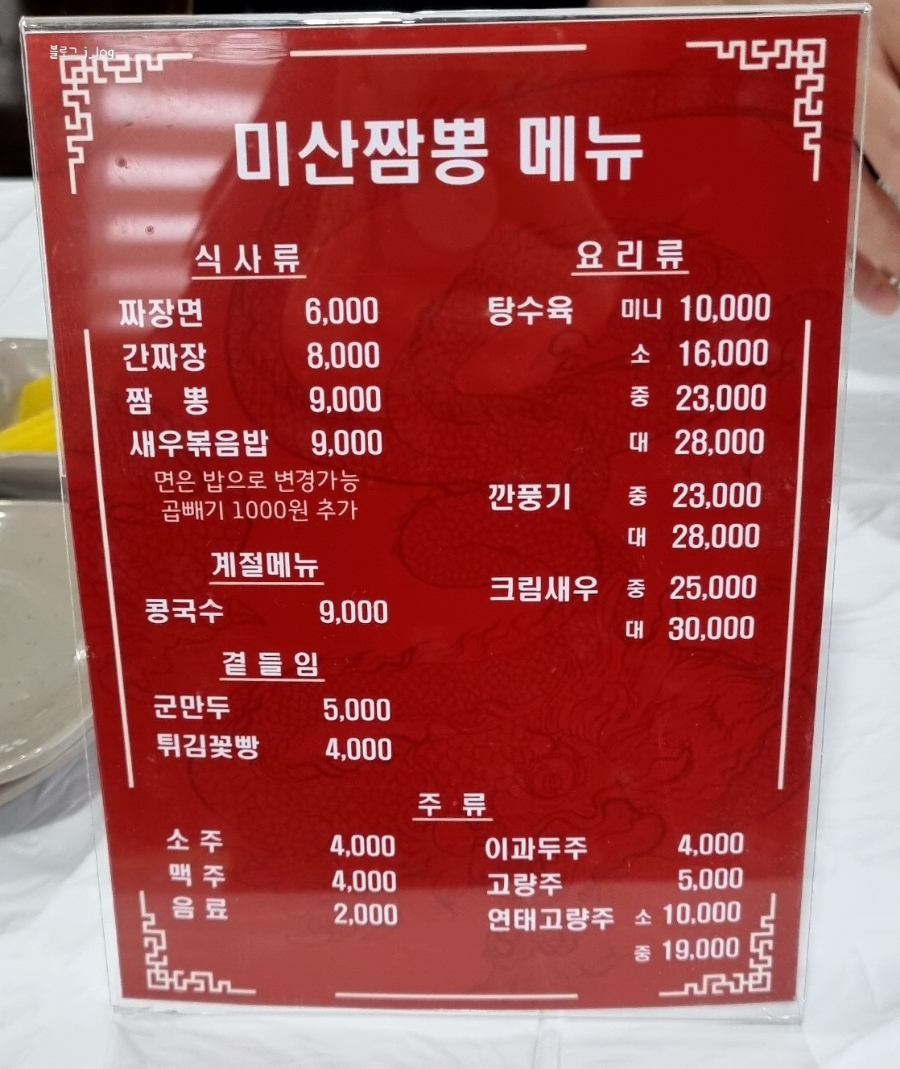 블로그 j_log
미산짬뽕 메뉴
식사류
짜장면 6,000
간짜장 8,000
짬 뽕 9,000
새우볶음밥 9,000
면은 밥으로 변경가능
곱빼기 1000원 추가
계절메뉴
콩국수 9,000
곁들임
군만두 5,000
튀김꽃빵 4,000
요리류
탕수육 미니 10,000
소 16,000
중 23,000
대 28,000
깐풍기 중 23,000
대 28,000
크림새우 중 25,000
대 30,000
주 류
소 주 4,000
맥 주 4,000
음 료 2,000
이과두주 4,000
고량주 5,000
연태고량주 소 10,000
중 19,000